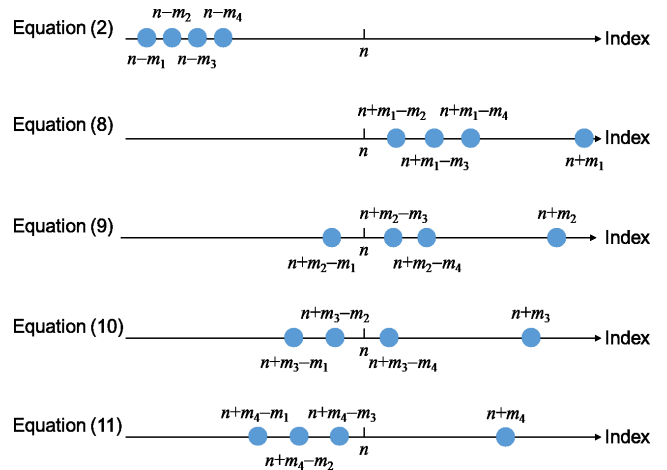 n−m₂ n−m₄
Equation (2) Index
n−m₁ n−m₃ n
Equation (8) n+m₁−m₂ n+m₁−m₄ Index
n n+m₁−m₃ n+m₁
Equation (9) n+m₂−m₃ n+m₂ Index
n+m₂−m₁ n n+m₂−m₄
Equation (10) n+m₃−m₂ n+m₃ Index
n+m₃−m₁ n n+m₃−m₄
Equation (11) n+m₄−m₁ n+m₄−m₃ n+m₄ Index
n+m₄−m₂ n